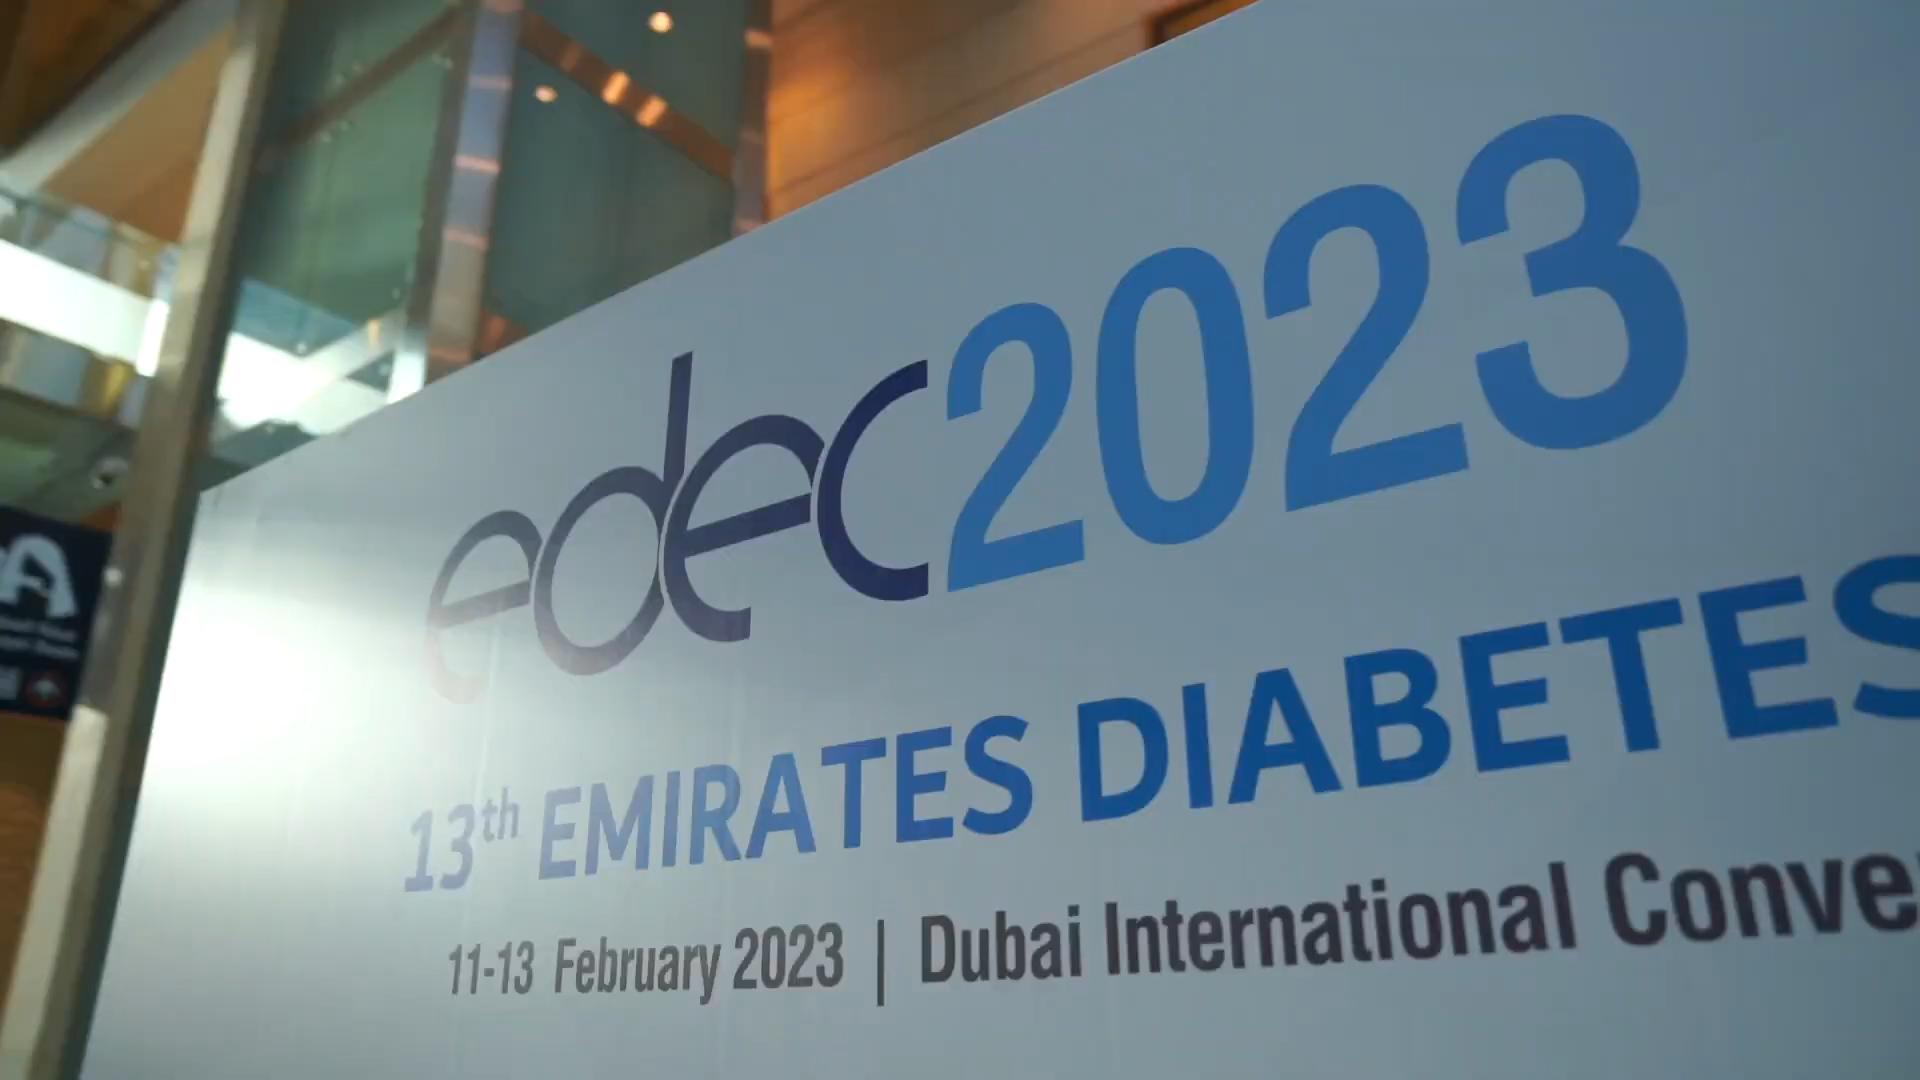 edec2023
13th EMIRATES DIABETES
11-13 February 2023 | Dubai International Conve